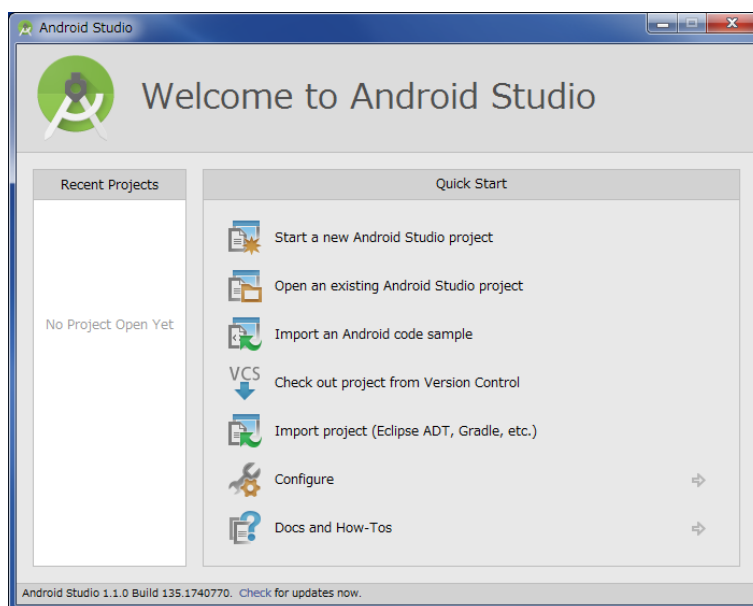 Android Studio
Welcome to Android Studio
Recent Projects
No Project Open Yet
Quick Start
Start a new Android Studio project
Open an existing Android Studio project
Import an Android code sample
VCS
Check out project from Version Control
Import project (Eclipse ADT, Gradle, etc.)
Configure
Docs and How-Tos
Android Studio 1.1.0 Build 135.1740770. Check for updates now.